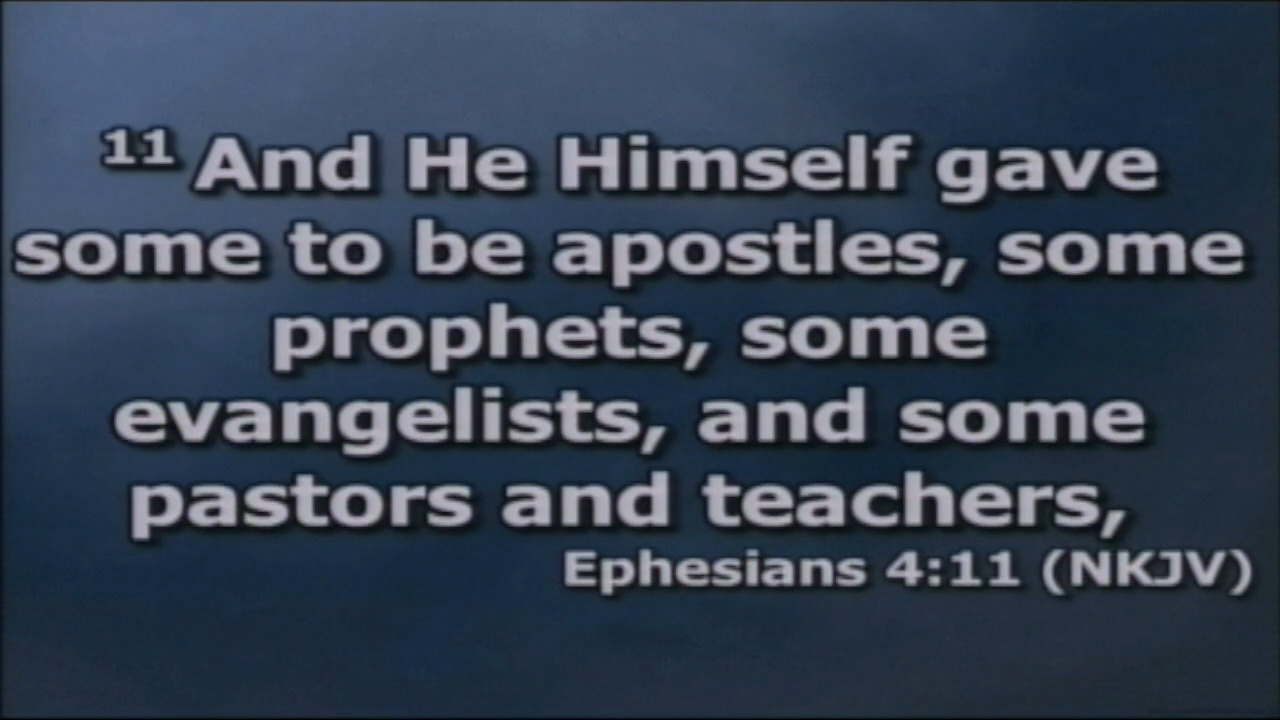 11 And He Himself gave
some to be apostles, some
prophets, some
evangelists, and some
pastors and teachers,
Ephesians 4:11 (NKJV)